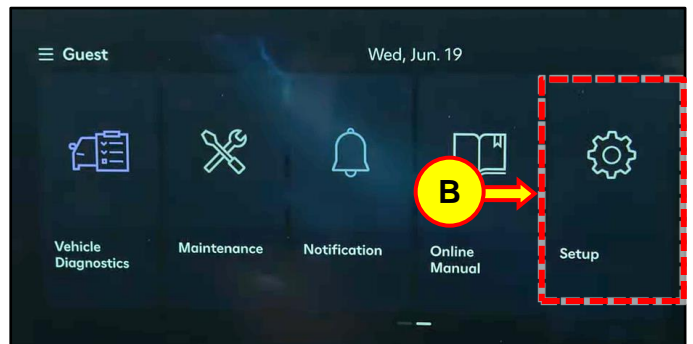 Guest
Wed, Jun. 19
B
Vehicle
Diagnostics
Maintenance
Notification
Online
Manual
Setup